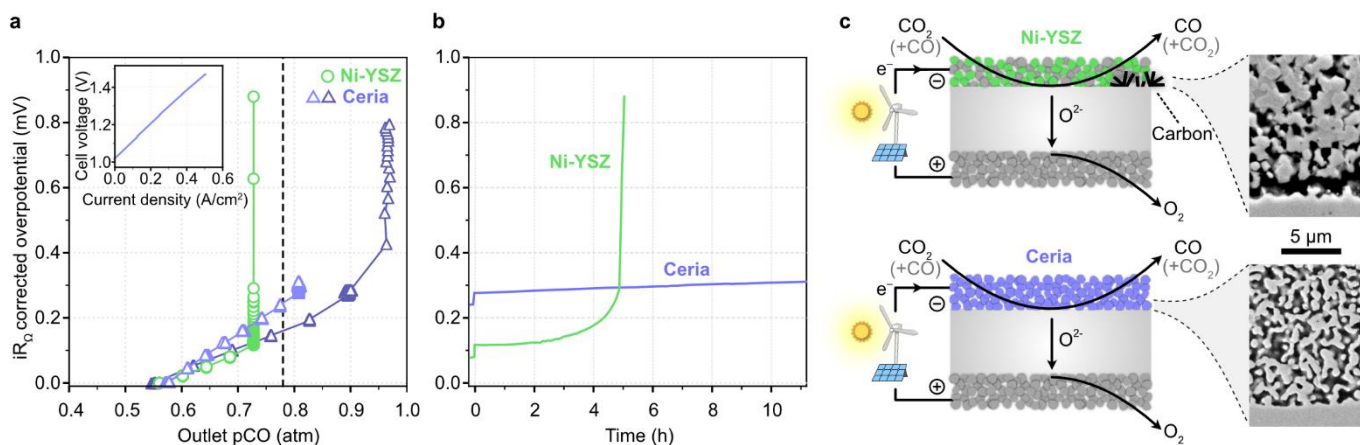 a
iRΩ corrected overpotential (mV)
1.0
0.8
0.6
0.4
0.2
0.0
0.4 0.5 0.6 0.7 0.8 0.9 1.0
Outlet pCO (atm)
Cell voltage (V)
1.4
1.2
1.0
0.0 0.2 0.4 0.6
Current density (A/cm²)
Ni-YSZ
Ceria
b
1.0
0.8
0.6
0.4
0.2
0.0
0 2 4 6 8 10
Time (h)
Ni-YSZ
Ceria
c
CO₂
(+CO)
Ni-YSZ
CO
(+CO₂)
e⁻
−
O²⁻
Carbon
+
O₂
5 µm
CO₂
(+CO)
Ceria
CO
(+CO₂)
e⁻
−
O²⁻
+
O₂